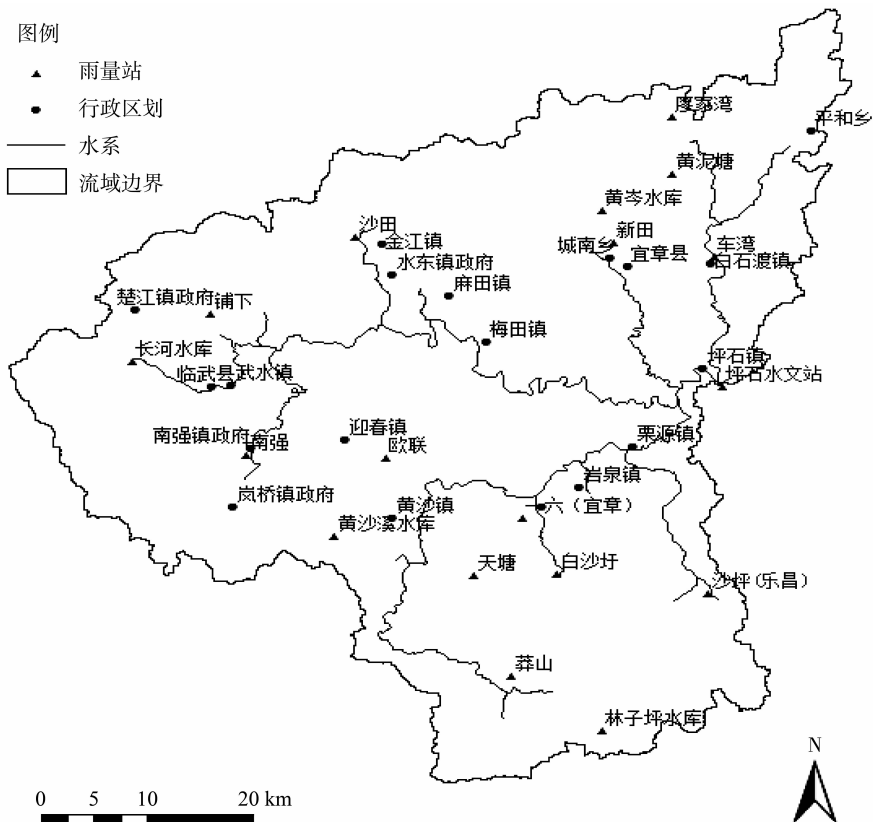 图例
雨量站
行政区划
水系
流域边界
廖家湾
平和乡
黄泥塘
黄岑水库
沙田
新田
金江镇
城南乡
宜章县
车湾
白石渡镇
水东镇政府
麻田镇
楚江镇政府
铺下
梅田镇
长河水库
坪石镇
临武县
武水镇
坪石水文站
南强镇政府
南强
迎春镇
欧联
栗源镇
岩泉镇
岚桥镇政府
黄沙镇
一六（宜章）
黄沙溪水库
天塘
白沙圩
沙坪(乐昌)
莽山
林子坪水库
N
0 5 10 20 km